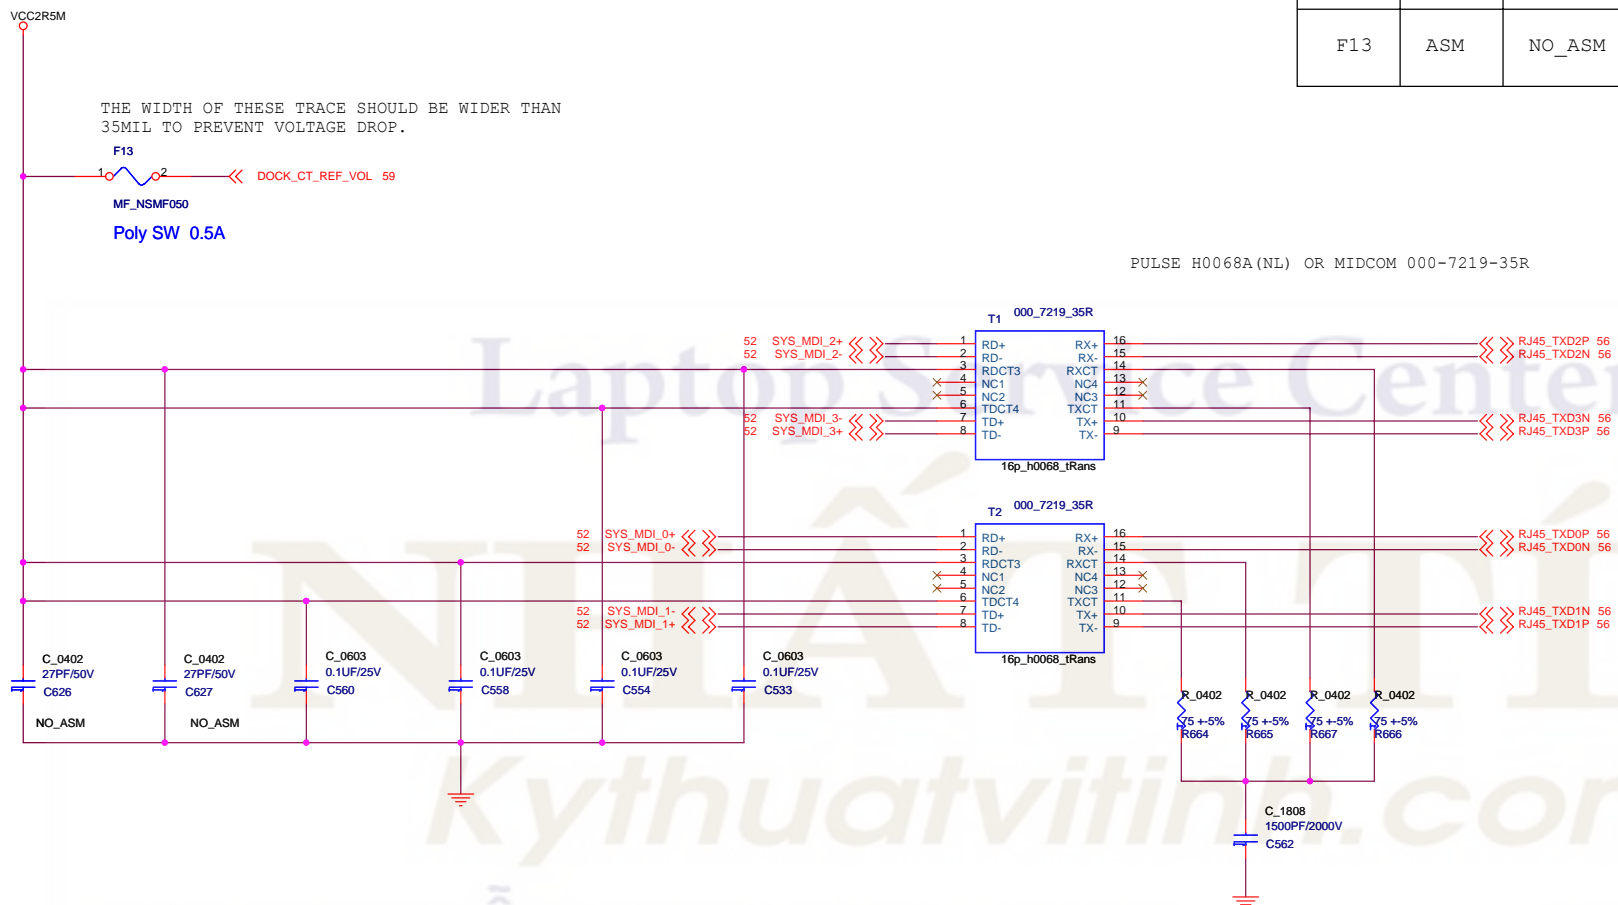 VCC2R5M
F13 ASM NO_ASM
THE WIDTH OF THESE TRACE SHOULD BE WIDER THAN
35MIL TO PREVENT VOLTAGE DROP.
F13
1 2 DOCK_CT_REF_VOL 59
MF_NSMF050
Poly SW 0.5A
PULSE H0068A(NL) OR MIDCOM 000-7219-35R
T1 000_7219_35R
52 SYS_MDI_2+ 1 RD+ RX+ 16 RJ45_TXD2P 56
52 SYS_MDI_2- 2 RD- RX- 15 RJ45_TXD2N 56
3 RDCT3 RXCT 14
4 NC1 NC4 13
5 NC2 NC3 12
6 TDCT4 TXCT 11
52 SYS_MDI_3- 7 TD+ TX+ 10 RJ45_TXD3N 56
52 SYS_MDI_3+ 8 TD- TX- 9 RJ45_TXD3P 56
16p_h0068_tRans
Laptop Service Center
T2 000_7219_35R
52 SYS_MDI_0+ 1 RD+ RX+ 16 RJ45_TXD0P 56
52 SYS_MDI_0- 2 RD- RX- 15 RJ45_TXD0N 56
3 RDCT3 RXCT 14
4 NC1 NC4 13
5 NC2 NC3 12
6 TDCT4 TXCT 11
52 SYS_MDI_1- 7 TD+ TX+ 10 RJ45_TXD1N 56
52 SYS_MDI_1+ 8 TD- TX- 9 RJ45_TXD1P 56
16p_h0068_tRans
NHẤT TÍ
C_0402 C_0402 C_0603 C_0603 C_0603 C_0603
27PF/50V 27PF/50V 0.1UF/25V 0.1UF/25V 0.1UF/25V 0.1UF/25V
C626 C627 C560 C558 C554 C533
NO_ASM NO_ASM
R_0402 R_0402 R_0402 R_0402
75 +-5% 75 +-5% 75 +-5% 75 +-5%
R664 R665 R667 R666
Kythuatvitinh.co
C_1808
1500PF/2000V
C562